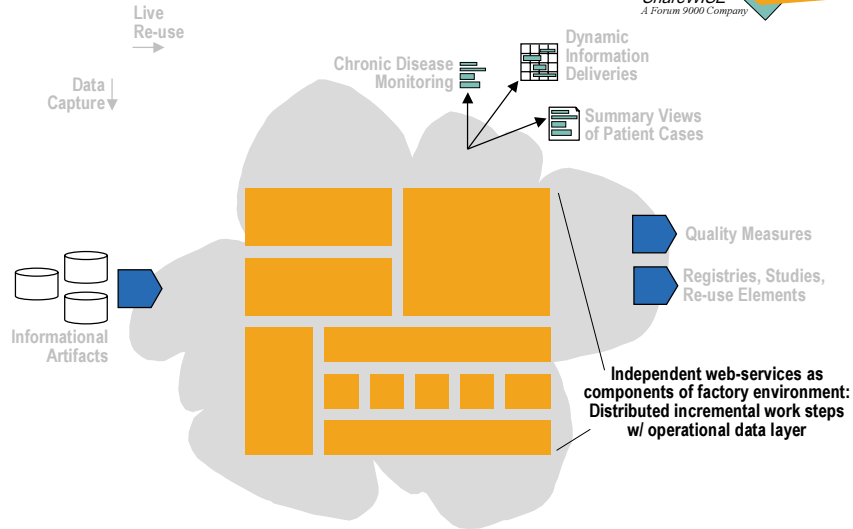 ShareWISE
A Forum 9000 Company
Live
Re-use
Data
Capture
Chronic Disease
Monitoring
Dynamic
Information
Deliveries
Summary Views
of Patient Cases
Quality Measures
Registries, Studies,
Re-use Elements
Informational
Artifacts
Independent web-services as
components of factory environment:
Distributed incremental work steps
w/ operational data layer